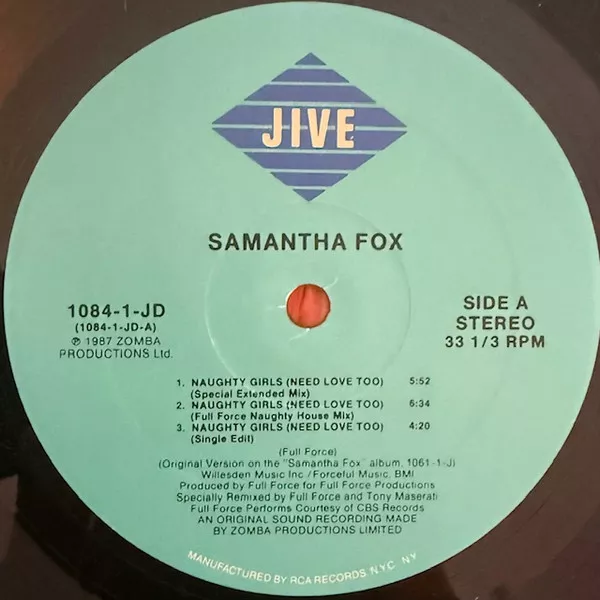 JIVE
SAMANTHA FOX
1084-1-JD
(1084-1-JD-A)
℗ 1987 ZOMBA
PRODUCTIONS Ltd.
SIDE A
STEREO
33 1/3 RPM
1. NAUGHTY GIRLS (NEED LOVE TOO) 5:52
(Special Extended Mix)
2. NAUGHTY GIRLS (NEED LOVE TOO) 6:34
(Full Force Naughty House Mix)
3. NAUGHTY GIRLS (NEED LOVE TOO) 4:20
(Single Edit)
(Full Force)
(Original Version on the "Samantha Fox" album, 1061-1-J)
Willesden Music Inc./Forceful Music, BMI
Produced by Full Force for Full Force Productions
Specially Remixed by Full Force and Tony Maserati
Full Force Performs Courtesy of CBS Records
AN ORIGINAL SOUND RECORDING MADE
BY ZOMBA PRODUCTIONS LIMITED
MANUFACTURED BY RCA RECORDS NYC, NY